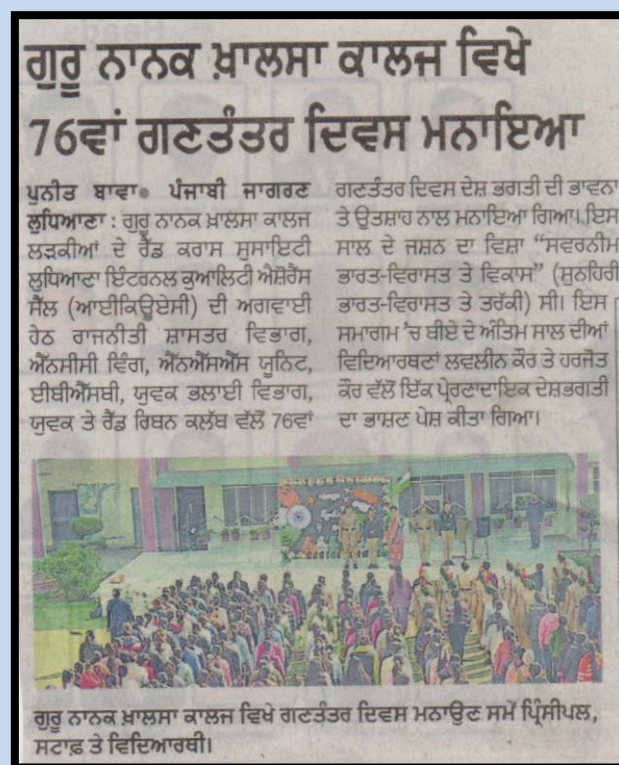 ਗੁਰੂ ਨਾਨਕ ਖ਼ਾਲਸਾ ਕਾਲਜ ਵਿਖੇ
76ਵਾਂ ਗਣਤੰਤਰ ਦਿਵਸ ਮਨਾਇਆ
ਪੁਨੀਤ ਬਾਵਾ● ਪੰਜਾਬੀ ਜਾਗਰਣ
ਲੁਧਿਆਣਾ : ਗੁਰੂ ਨਾਨਕ ਖ਼ਾਲਸਾ ਕਾਲਜ
ਲੜਕੀਆਂ ਦੇ ਰੈੱਡ ਕਰਾਸ ਸੁਸਾਇਟੀ
ਲੁਧਿਆਣਾ ਇੰਟਰਨਲ ਕੁਆਲਿਟੀ ਐਸ਼ੋਰੈਂਸ
ਸੈੱਲ (ਆਈਕਿਊਏਸੀ) ਦੀ ਅਗਵਾਈ
ਹੇਠ ਰਾਜਨੀਤੀ ਸ਼ਾਸਤਰ ਵਿਭਾਗ,
ਐੱਨਸੀਸੀ ਵਿੰਗ, ਐੱਨਐੱਸਐੱਸ ਯੂਨਿਟ,
ਈਬੀਐੱਸਬੀ, ਯੁਵਕ ਭਲਾਈ ਵਿਭਾਗ,
ਯੁਵਕ ਤੇ ਰੈੱਡ ਰਿਬਨ ਕਲੱਬ ਵੱਲੋਂ 76ਵਾਂ
ਗਣਤੰਤਰ ਦਿਵਸ ਦੇਸ਼ ਭਗਤੀ ਦੀ ਭਾਵਨਾ
ਤੇ ਉਤਸ਼ਾਹ ਨਾਲ ਮਨਾਇਆ ਗਿਆ। ਇਸ
ਸਾਲ ਦੇ ਜਸ਼ਨ ਦਾ ਵਿਸ਼ਾ “ਸਵਰਨੀਮ
ਭਾਰਤ-ਵਿਰਾਸਤ ਤੇ ਵਿਕਾਸ” (ਸੁਨਹਿਰੀ
ਭਾਰਤ-ਵਿਰਾਸਤ ਤੇ ਤਰੱਕੀ) ਸੀ। ਇਸ
ਸਮਾਗਮ 'ਚ ਬੀਏ ਦੇ ਅੰਤਿਮ ਸਾਲ ਦੀਆਂ
ਵਿਦਿਆਰਥਣਾਂ ਲਵਲੀਨ ਕੌਰ ਤੇ ਹਰਜੋਤ
ਕੌਰ ਵੱਲੋਂ ਇੱਕ ਪ੍ਰੇਰਣਾਦਾਇਕ ਦੇਸ਼ਭਗਤੀ
ਦਾ ਭਾਸ਼ਣ ਪੇਸ਼ ਕੀਤਾ ਗਿਆ।
ਗੁਰੂ ਨਾਨਕ ਖ਼ਾਲਸਾ ਕਾਲਜ ਵਿਖੇ ਗਣਤੰਤਰ ਦਿਵਸ ਮਨਾਉਣ ਸਮੇਂ ਪ੍ਰਿੰਸੀਪਲ,
ਸਟਾਫ਼ ਤੇ ਵਿਦਿਆਰਥੀ।